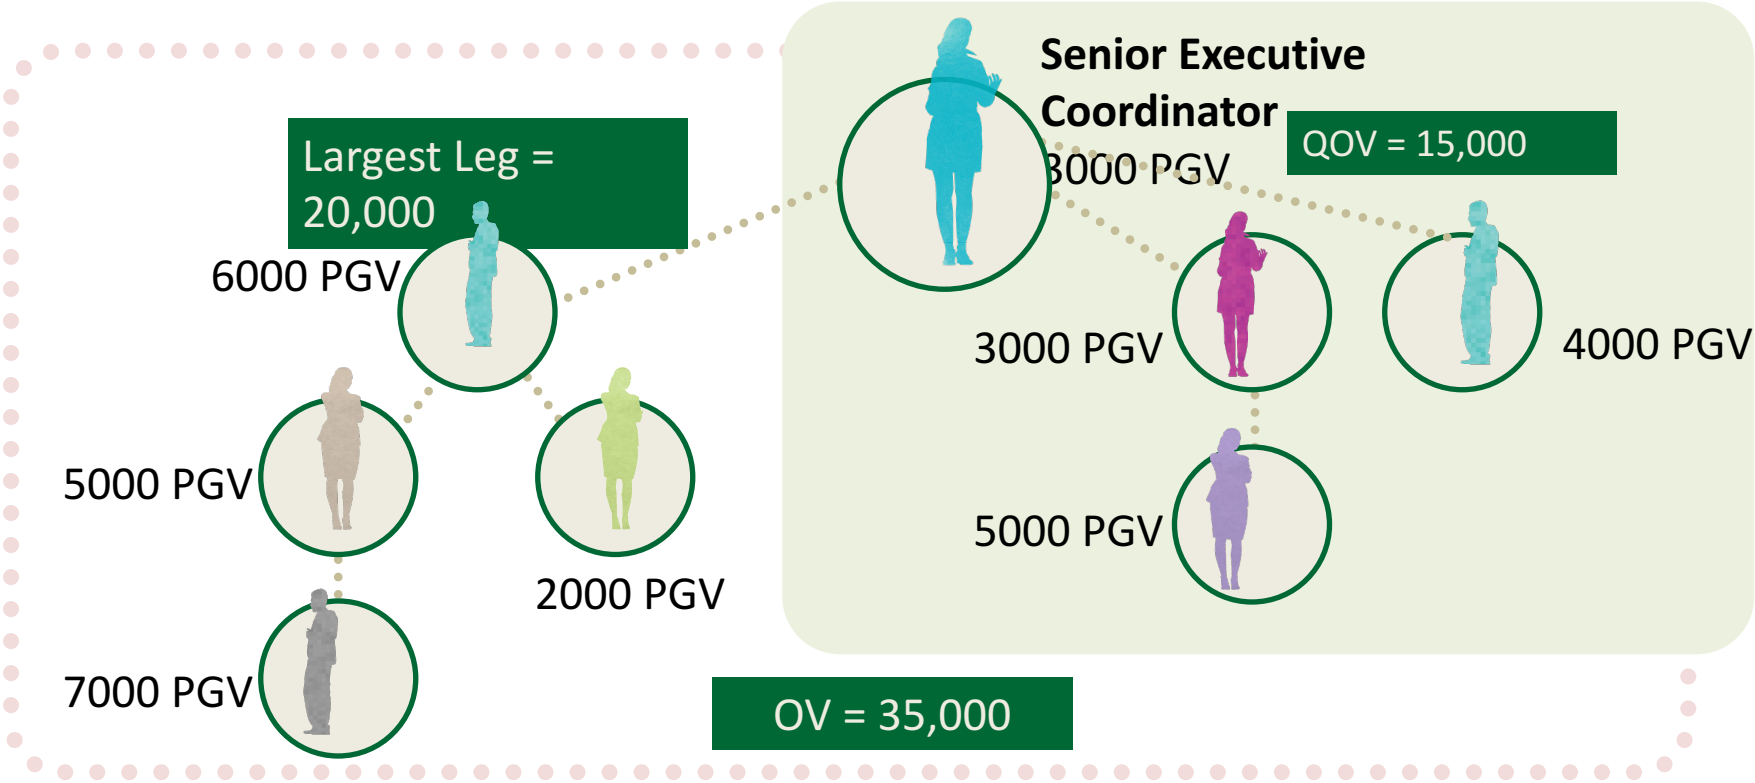 Senior Executive
Coordinator
3000 PGV
QOV = 15,000
Largest Leg =
20,000
6000 PGV
3000 PGV
4000 PGV
5000 PGV
5000 PGV
2000 PGV
7000 PGV
OV = 35,000